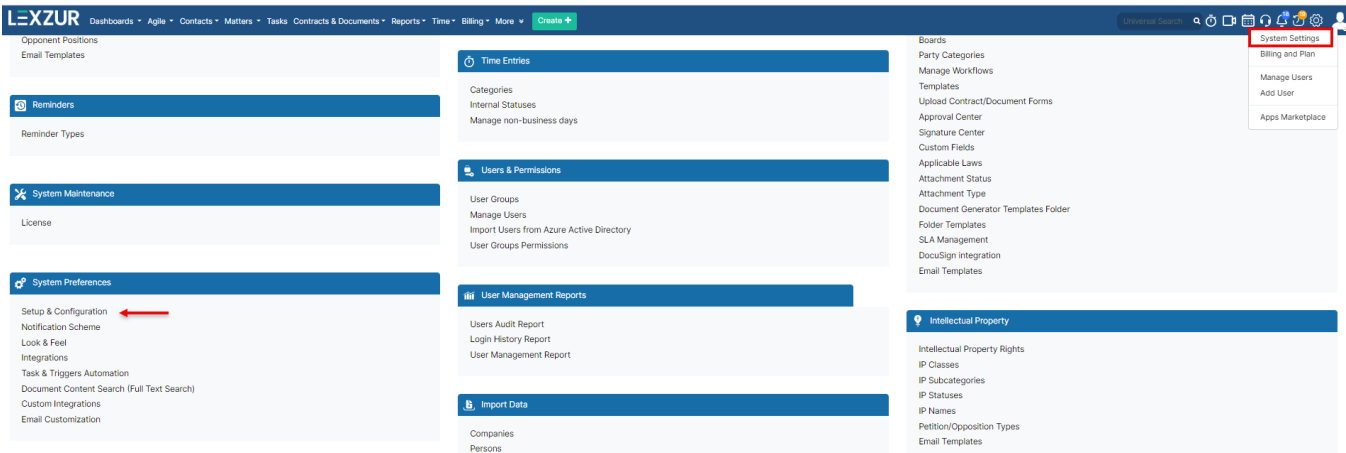 LEXZUR Dashboards Agile Contacts Matters Tasks Contracts & Documents Reports Time Billing More Create + Universal Search
System Settings
Billing and Plan
Manage Users
Add User
Apps Marketplace
Opponent Positions
Email Templates
Reminders
Reminder Types
System Maintenance
License
System Preferences
Setup & Configuration
Notification Scheme
Look & Feel
Integrations
Task & Triggers Automation
Document Content Search (Full Text Search)
Custom Integrations
Email Customization
Time Entries
Categories
Internal Statuses
Manage non-business days
Users & Permissions
User Groups
Manage Users
Import Users from Azure Active Directory
User Groups Permissions
User Management Reports
Users Audit Report
Login History Report
User Management Report
Import Data
Companies
Persons
Boards
Party Categories
Manage Workflows
Templates
Upload Contract/Document Forms
Approval Center
Signature Center
Custom Fields
Applicable Laws
Attachment Status
Attachment Type
Document Generator Templates Folder
Folder Templates
SLA Management
DocuSign integration
Email Templates
Intellectual Property
Intellectual Property Rights
IP Classes
IP Subcategories
IP Statuses
IP Names
Petition/Opposition Types
Email Templates